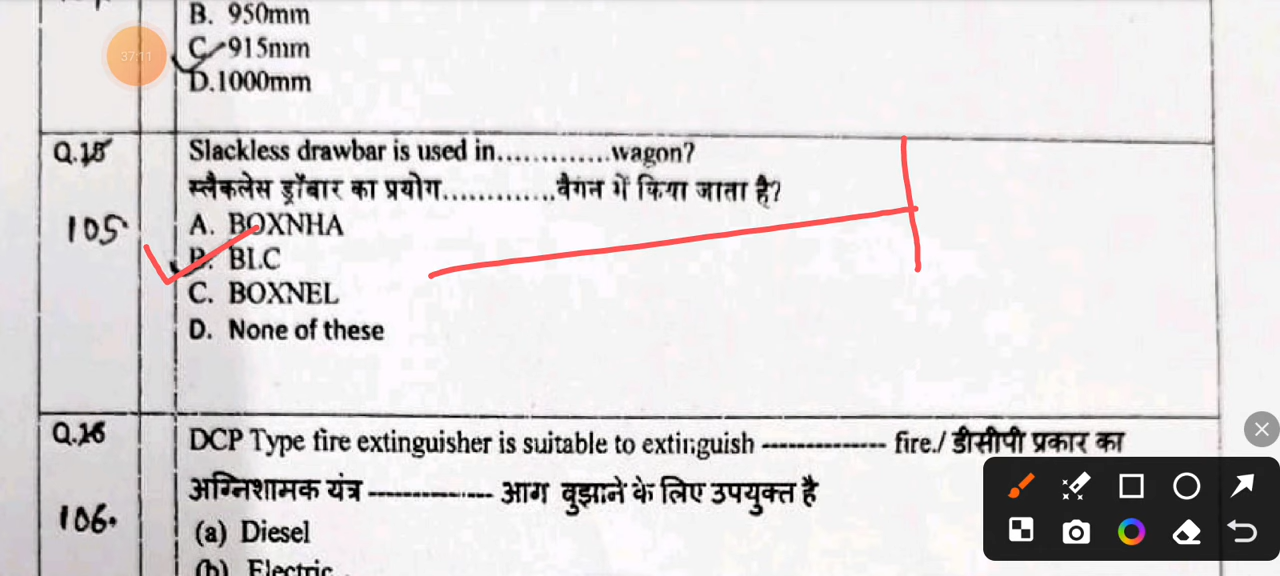 B. 950mm
37:11
C. 915mm
D.1000mm
Q.15
Slackless drawbar is used in.............wagon?
स्लैकलेस ड्रॉबार का प्रयोग.............वैगन में किया जाता है?
105
A. BOXNHA
B. BLC
C. BOXNEL
D. None of these
Q.16
DCP Type fire extinguisher is suitable to extinguish --------------- fire./ डीसीपी प्रकार का
अग्निशामक यंत्र --------------- आग बुझाने के लिए उपयुक्त है
106.
(a) Diesel
(b) Electric